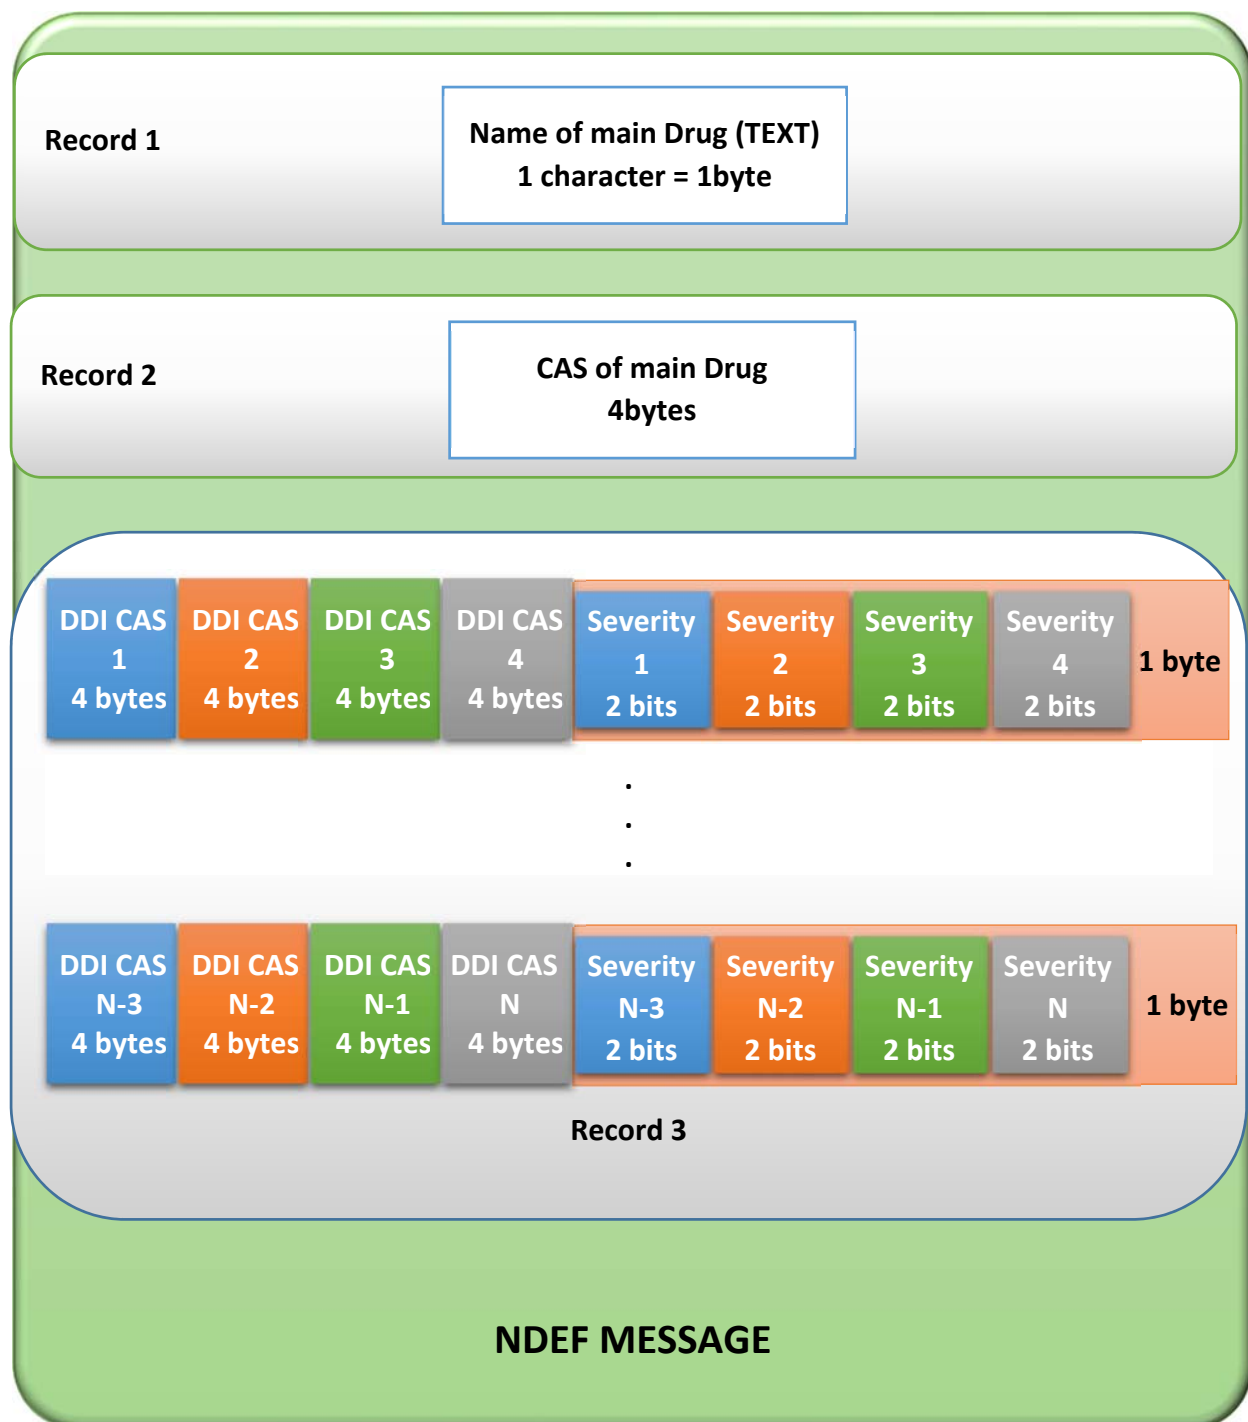 Record 1
Name of main Drug (TEXT)
1 character = 1byte
Record 2
CAS of main Drug
4bytes
DDI CAS
1
4 bytes
DDI CAS
2
4 bytes
DDI CAS
3
4 bytes
DDI CAS
4
4 bytes
Severity
1
2 bits
Severity
2
2 bits
Severity
3
2 bits
Severity
4
2 bits
1 byte
.
.
.
DDI CAS
N-3
4 bytes
DDI CAS
N-2
4 bytes
DDI CAS
N-1
4 bytes
DDI CAS
N
4 bytes
Severity
N-3
2 bits
Severity
N-2
2 bits
Severity
N-1
2 bits
Severity
N
2 bits
1 byte
Record 3
NDEF MESSAGE